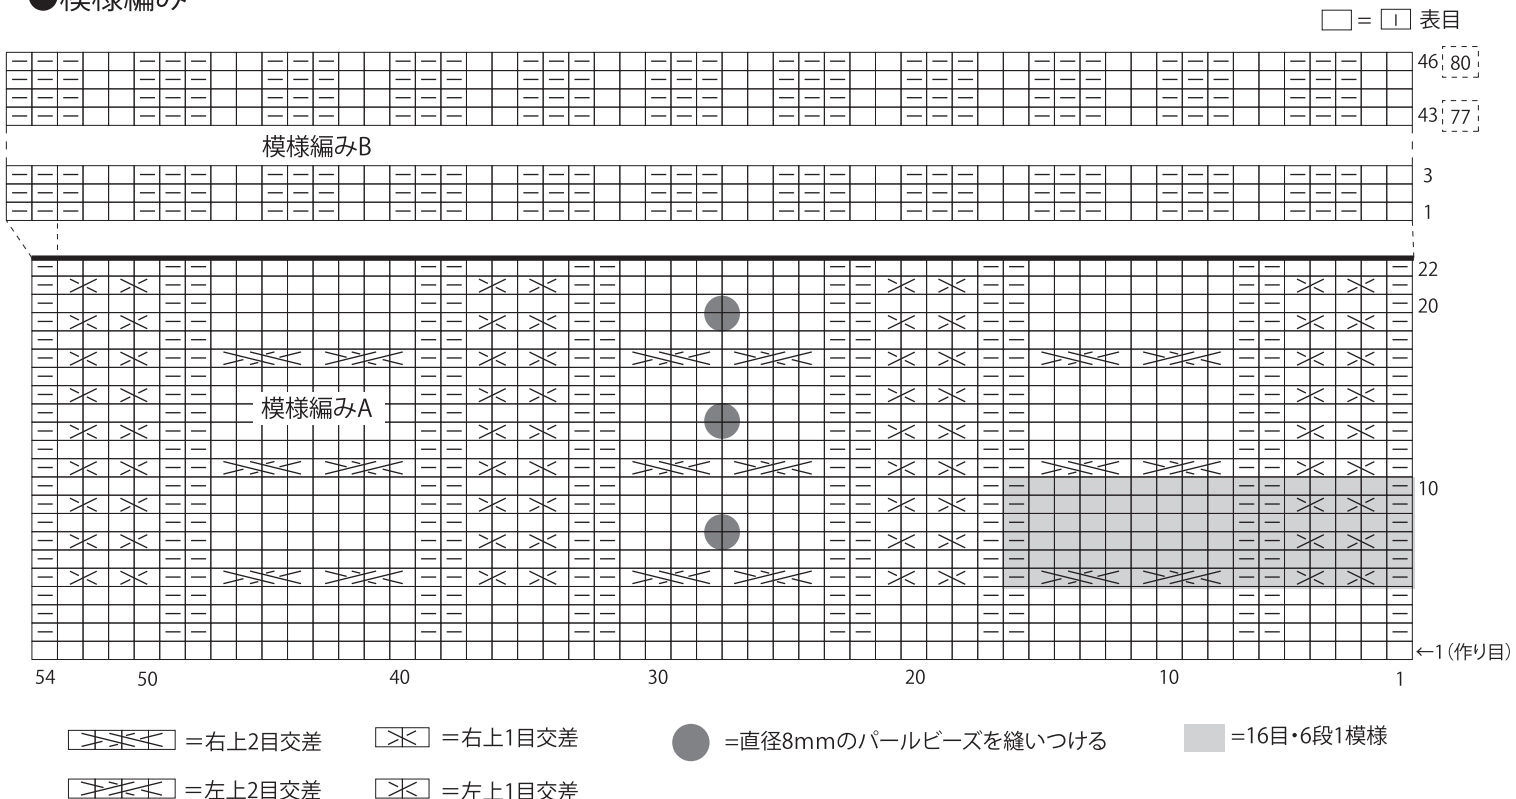 ●模様編み
□=｜ 表目
46 80
43 77
模様編みB
3
1
22
20
模様編みA
10
←1（作り目）
54 50 40 30 20 10 1
=右上2目交差
=右上1目交差
=直径8mmのパールビーズを縫いつける
=16目・6段1模様
=左上2目交差
=左上1目交差